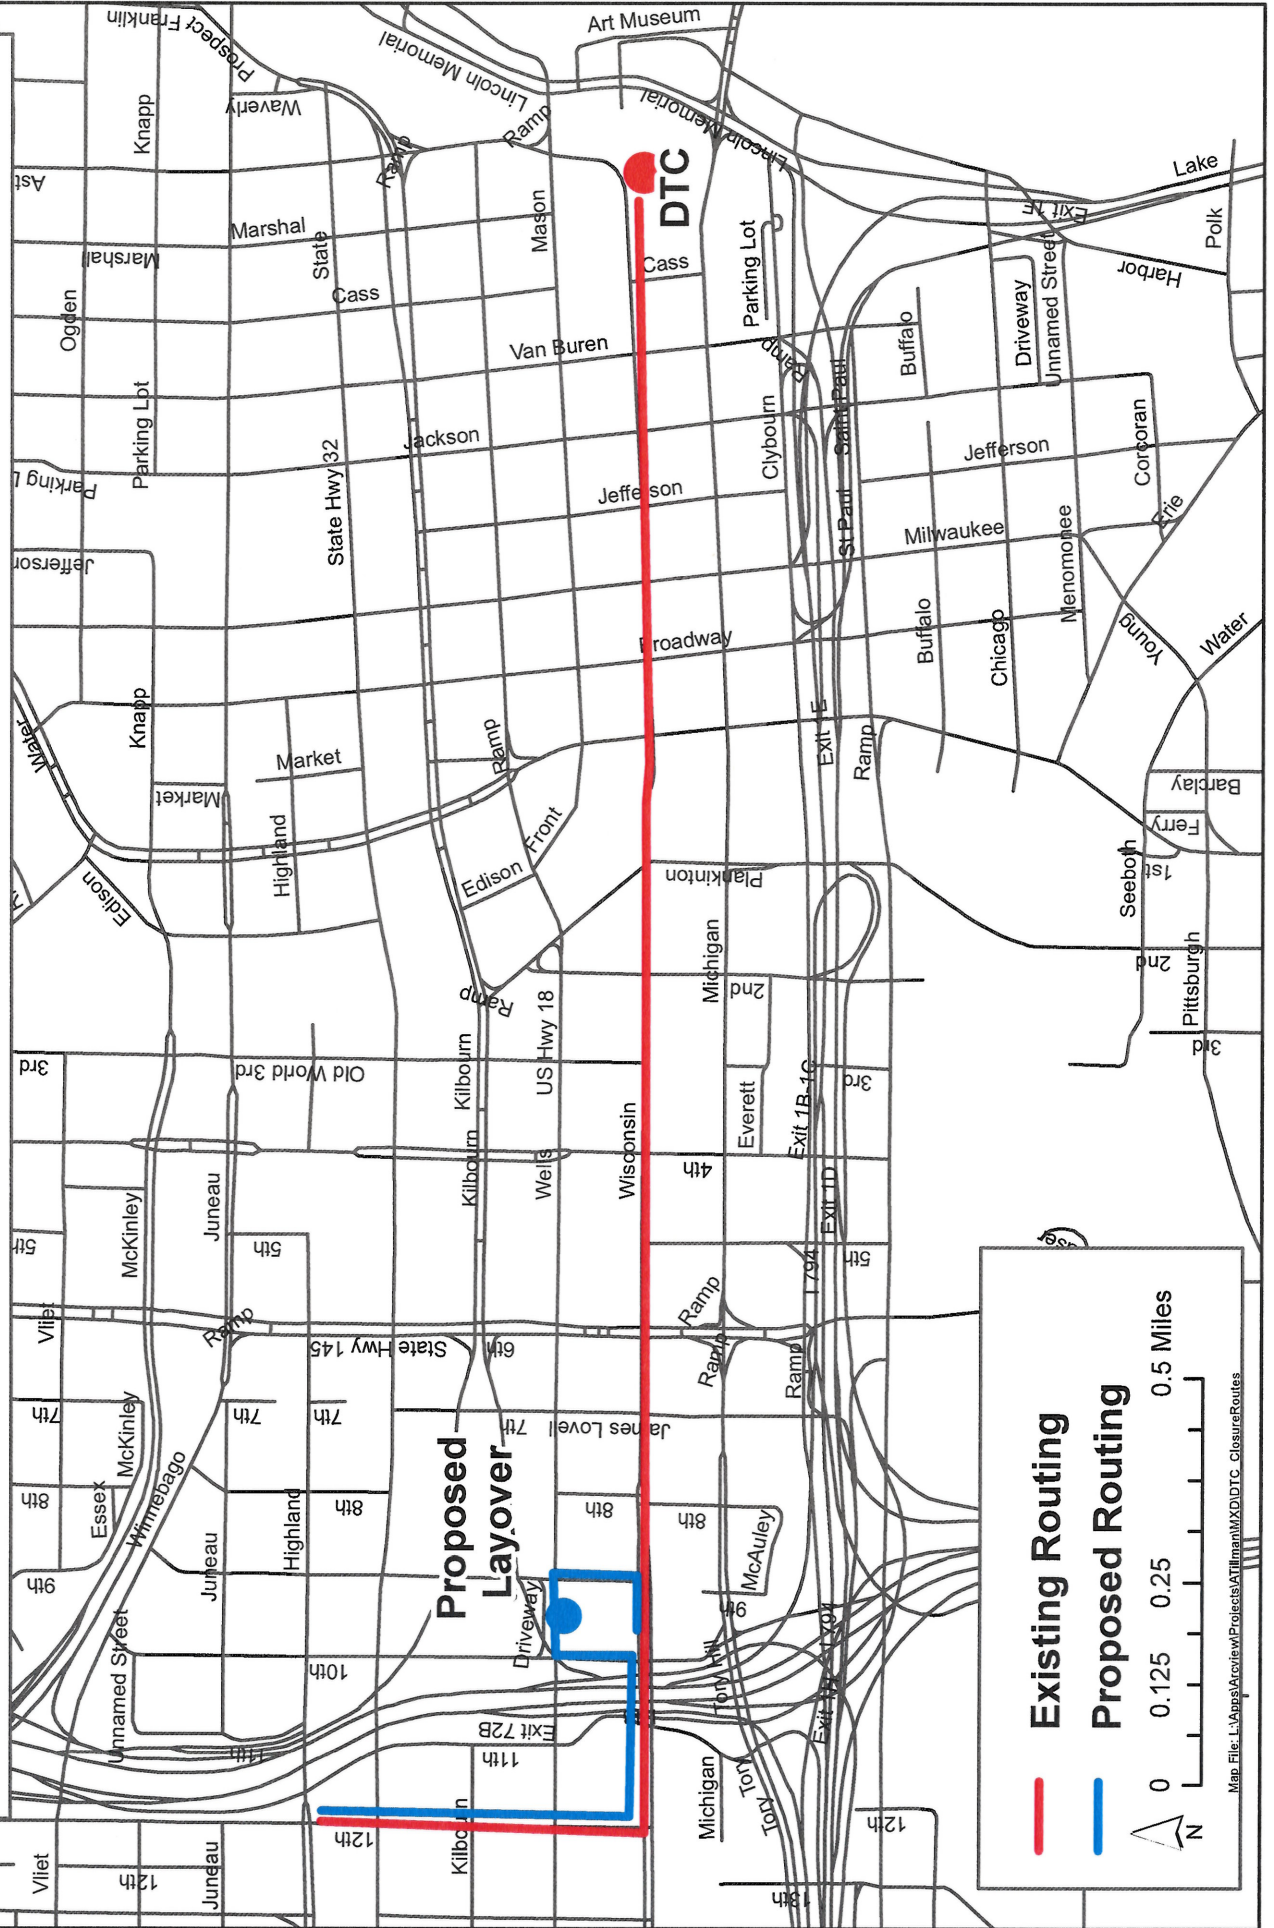 Prospect
Franklin
Art Museum
Lincoln Memorial
Knapp
Waverly
Ramp
Ramp
Lincoln Memorial
Ast
Marshal
Marshall
State
Mason
DTC
Cass
Cass
Parking Lot
Exit 1F
Lake
Polk
Harbor
Unnamed Street
Driveway
Ogden
Van Buren
Ramp
Buffalo
Parking Lot
Jackson
State Hwy 32
Clybourn
Saint Paul
Jefferson
Corcoran
Parking L
Jefferson
Jefferson
St Paul
Milwaukee
Menomonee
Erie
Broadway
Buffalo
Chicago
Young
Water
Water
Knapp
Market
Ramp
Exit 1E
Ramp
Market
Barclay
Ferry
Highland
Front
Edison
Edison
Plankinton
Seeboth
1st
Michigan
2nd
2nd
Pittsburgh
Ramp
US Hwy 18
Kilbourn
3rd
Old World 3rd
Everett
Exit 1B-1C
3rd
3rd
Kilbourn
Wells
Wisconsin
4th
McKinley
Juneau
Exit 1D
5th
5th
5th
I 794
Vliet
Ramp
State Hwy 145
6th
Ramp
Ramp
Ramp
7th
McKinley
7th
7th
7th
James Lovell
Proposed
Layover
8th
Essex
Winnebago
8th
8th
8th
Highland
McAuley
9th
Juneau
Driveway
9th
Unnamed Street
10th
Tory Hill
Exit 72B
11th
11th
Michigan
Tory
Tory
12th
Kilbourn
12th
Vliet
12th
Juneau
13th
Existing Routing
Proposed Routing
0 0.125 0.25 0.5 Miles
N
Map File: L:\Apps\Arcview\Projects\ATillman\MXD\DTC_ClosureRoutes